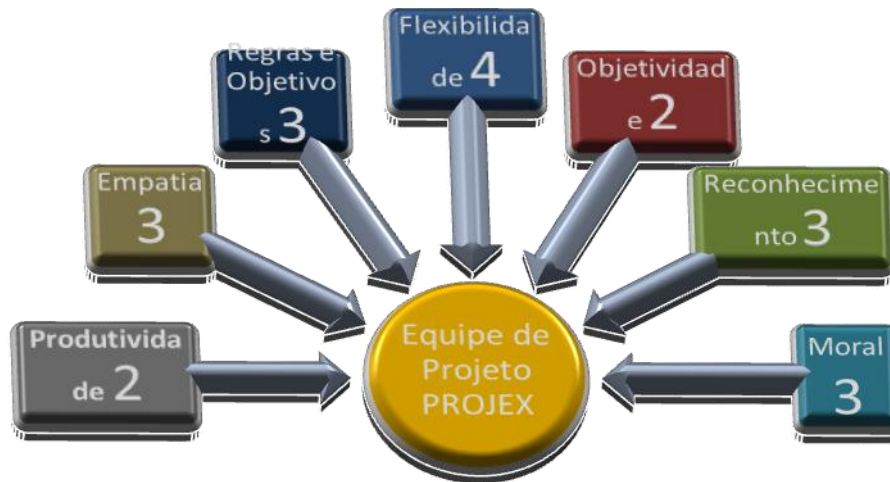 Produtivida
de 2
Empatia
3
Regras e
Objetivo
s 3
Flexibilida
de 4
Objetividad
e 2
Reconhecime
nto 3
Moral
3
Equipe de
Projeto
PROJEX